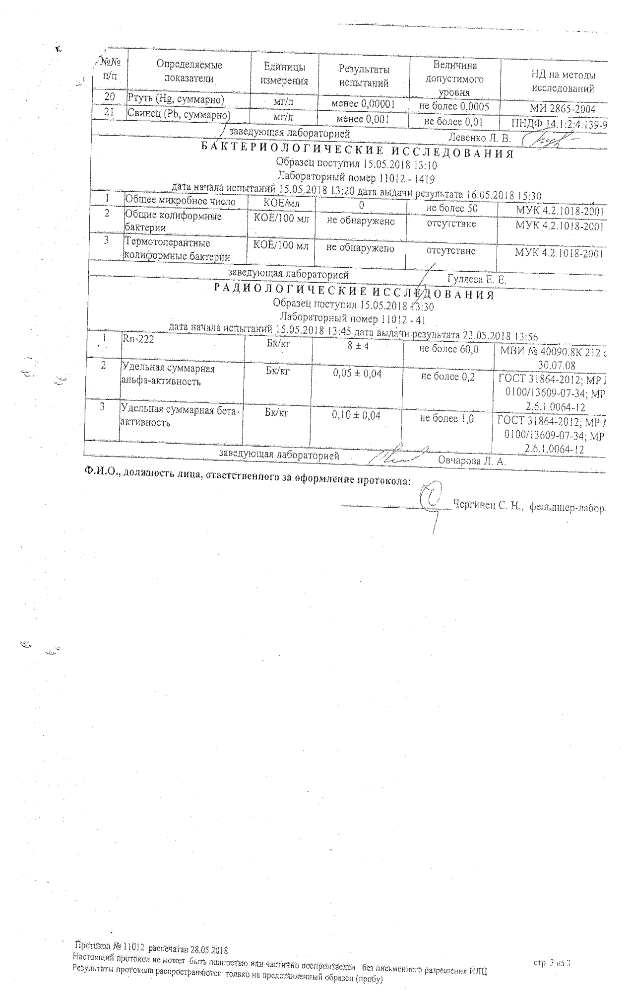 №№ п/п Определяемые показатели Единицы измерения Результаты испытаний Величина допустимого уровня НД на методы исследований
20 Ртуть (Hg, суммарно) мг/л менее 0,00001 не более 0,0005 МИ 2865-2004
21 Свинец (Pb, суммарно) мг/л менее 0,001 не более 0,01 ПНДФ 14.1:2:4.139-9
заведующая лабораторией Левенко Л. В.
БАКТЕРИОЛОГИЧЕСКИЕ ИССЛЕДОВАНИЯ
Образец поступил 15.05.2018 13:10
Лабораторный номер 11012 - 1419
дата начала испытаний 15.05.2018 13:20 дата выдачи результата 16.05.2018 15:30
1 Общее микробное число КОЕ/мл 0 не более 50 МУК 4.2.1018-2001
2 Общие колиформные КОЕ/100 мл не обнаружено отсутствие МУК 4.2.1018-2001
бактерии
3 Термотолерантные КОЕ/100 мл не обнаружено отсутствие МУК 4.2.1018-2001
колиформные бактерии
заведующая лабораторией Гуляева Е. Е.
РАДИОЛОГИЧЕСКИЕ ИССЛЕДОВАНИЯ
Образец поступил 15.05.2018 13:30
Лабораторный номер 11012 - 41
дата начала испытаний 15.05.2018 13:45 дата выдачи результата 23.05.2018 13:56
1 Rn-222 Бк/кг 8 ± 4 не более 60,0 МВИ № 40090.8К 212 с
30.07.08
2 Удельная суммарная Бк/кг 0,05 ± 0,04 не более 0,2 ГОСТ 31864-2012; МР
альфа-активность 0100/13609-07-34; МР
2.6.1.0064-12
3 Удельная суммарная бета- Бк/кг 0,10 ± 0,04 не более 1,0 ГОСТ 31864-2012; МР
активность 0100/13609-07-34; МР
2.6.1.0064-12
заведующая лабораторией Овчарова Л. А.
Ф.И.О., должность лица, ответственного за оформление протокола:
Чергинец С. Н., фельдшер-лабор
Протокол № 11012 распечатан 28.05.2018
Настоящий протокол не может быть полностью или частично воспроизведен без письменного разрешения ИЛЦ
Результаты протокола распространяются только на представленный образец (пробу)
стр. 3 из 3